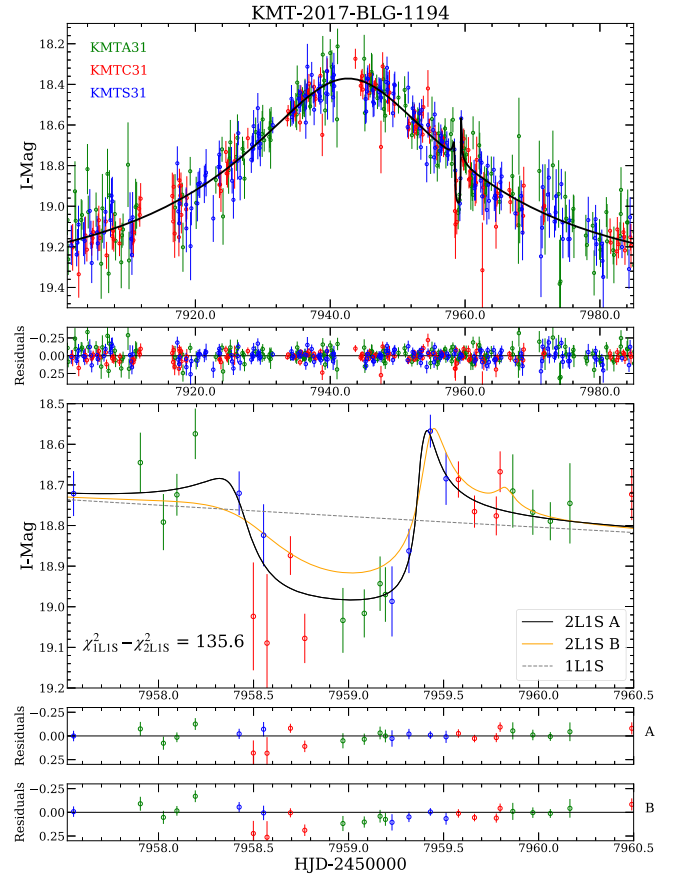 KMT-2017-BLG-1194
KMTA31
KMTC31
KMTS31
I-Mag
18.2
18.4
18.6
18.8
19.0
19.2
19.4
7920.0 7940.0 7960.0 7980.0
Residuals
−0.25
0.00
0.25
7920.0 7940.0 7960.0 7980.0
I-Mag
18.5
18.6
18.7
18.8
18.9
19.0
19.1
19.2
χ²1L1S − χ²2L1S = 135.6
2L1S A
2L1S B
1L1S
7958.0 7958.5 7959.0 7959.5 7960.0 7960.5
Residuals
−0.25
0.00
0.25
A
Residuals
−0.25
0.00
0.25
B
7958.0 7958.5 7959.0 7959.5 7960.0 7960.5
HJD-2450000